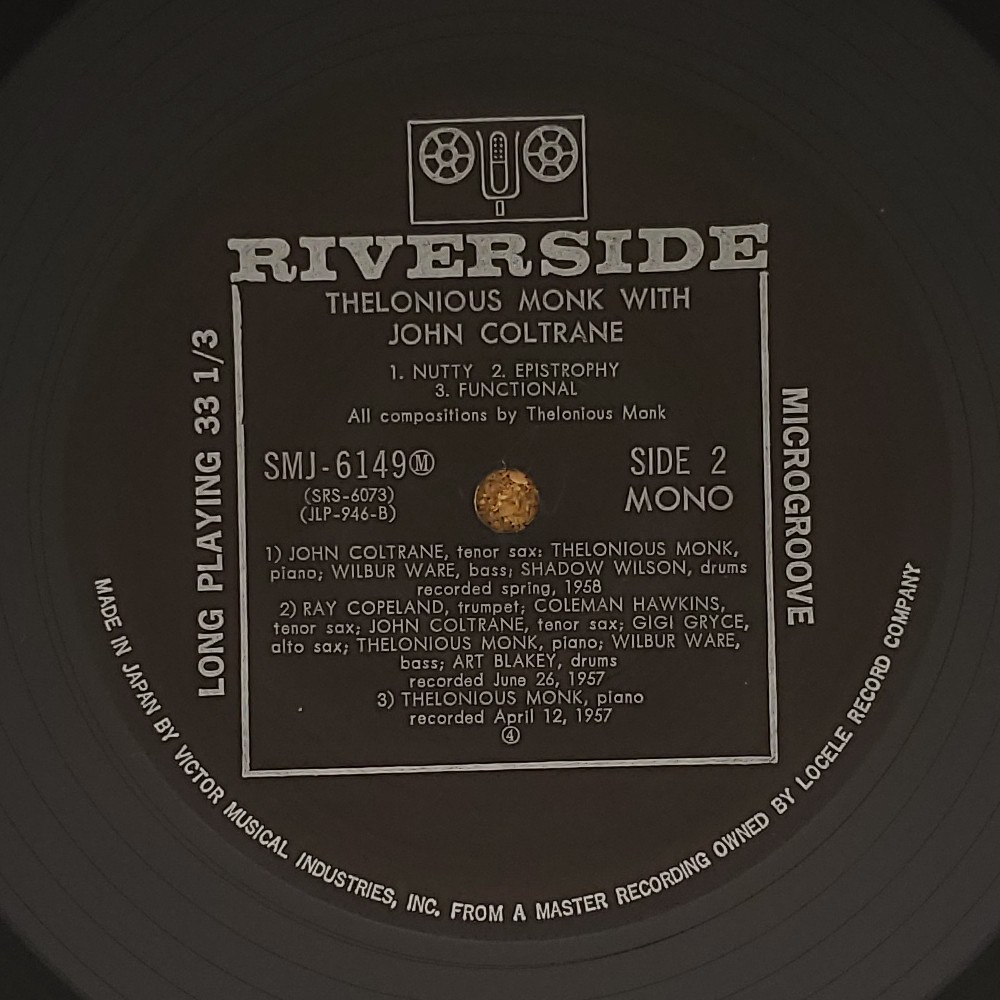 RIVERSIDE
THELONIOUS MONK WITH
JOHN COLTRANE
1. NUTTY 2. EPISTROPHY
3. FUNCTIONAL
All compositions by Thelonious Monk
SMJ-6149Ⓜ
(SRS-6073)
(JLP-946-B)
SIDE 2
MONO
1) JOHN COLTRANE, tenor sax: THELONIOUS MONK,
piano; WILBUR WARE, bass; SHADOW WILSON, drums
recorded spring, 1958
2) RAY COPELAND, trumpet; COLEMAN HAWKINS,
tenor sax; JOHN COLTRANE, tenor sax; GIGI GRYCE,
alto sax; THELONIOUS MONK, piano; WILBUR WARE,
bass; ART BLAKEY, drums
recorded June 26, 1957
3) THELONIOUS MONK, piano
recorded April 12, 1957
④
LONG PLAYING 33 1/3
MICROGROOVE
MADE IN JAPAN BY VICTOR MUSICAL INDUSTRIES, INC. FROM A MASTER RECORDING OWNED BY LOCELE RECORD COMPANY